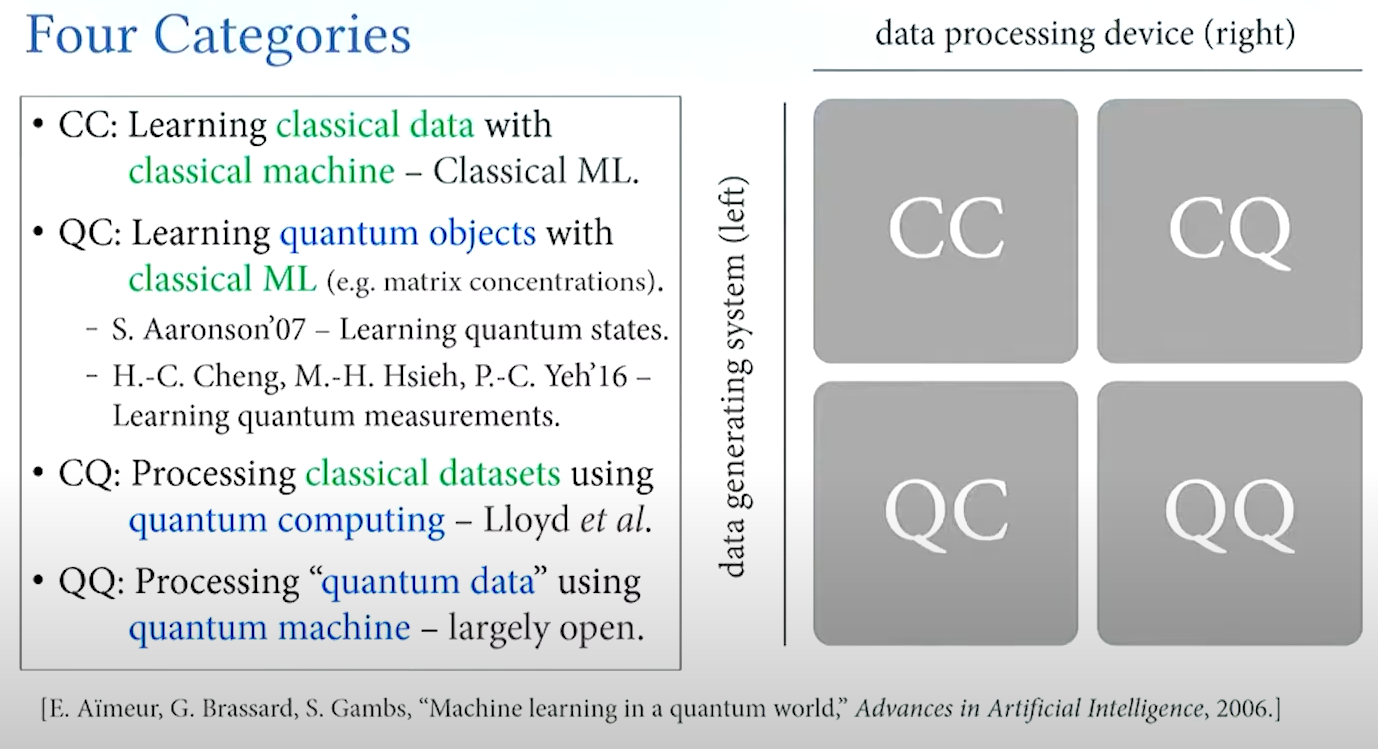 Four Categories
data processing device (right)
• CC: Learning classical data with
classical machine – Classical ML.
• QC: Learning quantum objects with
classical ML (e.g. matrix concentrations).
- S. Aaronson’07 – Learning quantum states.
- H.-C. Cheng, M.-H. Hsieh, P.-C. Yeh’16 –
Learning quantum measurements.
• CQ: Processing classical datasets using
quantum computing – Lloyd et al.
• QQ: Processing “quantum data” using
quantum machine – largely open.
data generating system (left)
CC
CQ
QC
QQ
[E. Aïmeur, G. Brassard, S. Gambs, “Machine learning in a quantum world,” Advances in Artificial Intelligence, 2006.]